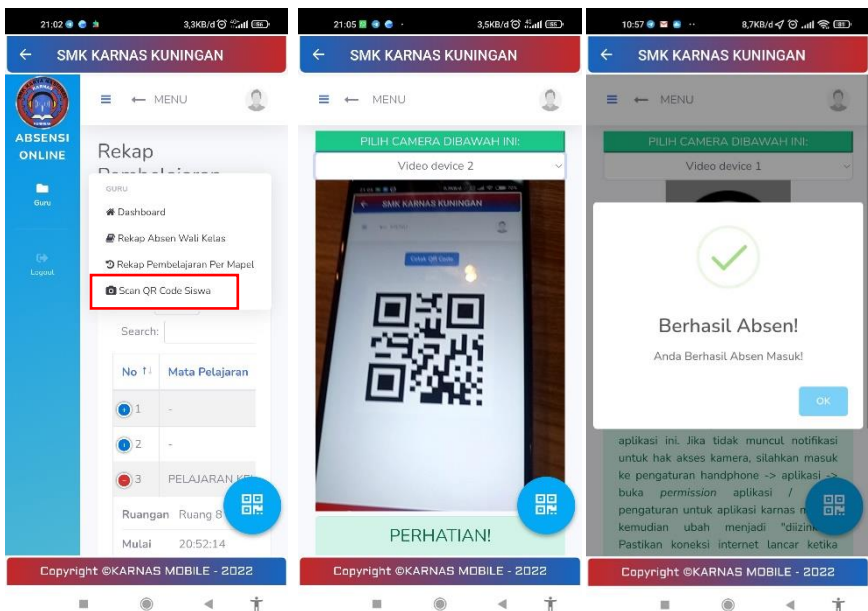 21:02
3,3KB/d
86
SMK KARNAS KUNINGAN
MENU
ABSENSI
ONLINE
Guru
Logout
Rekap
GURU
Dashboard
Rekap Absen Wali Kelas
Rekap Pembelajaran Per Mapel
Scan QR Code Siswa
Search:
No Mata Pelajaran
1 -
2 -
3 PELAJARAN
Ruangan Ruang 8
Mulai 20:52:14
Copyright ©KARNAS MOBILE - 2022
21:05
3,5KB/d
SMK KARNAS KUNINGAN
MENU
PILIH CAMERA DIBAWAH INI:
Video device 2
SMK KARNAS KUNINGAN
MENU
Cetak QR Code
PERHATIAN!
Copyright ©KARNAS MOBILE - 2022
10:57
8,7KB/d
SMK KARNAS KUNINGAN
MENU
PILIH CAMERA DIBAWAH INI:
Video device 1
Berhasil Absen!
Anda Berhasil Absen Masuk!
OK
aplikasi ini. Jika tidak muncul notifikasi
untuk hak akses kamera, silahkan masuk
ke pengaturan handphone -> aplikasi ->
buka permission aplikasi /
pengaturan untuk aplikasi karnas
kemudian ubah menjadi
Pastikan koneksi internet lancar ketika
Copyright ©KARNAS MOBILE - 2022